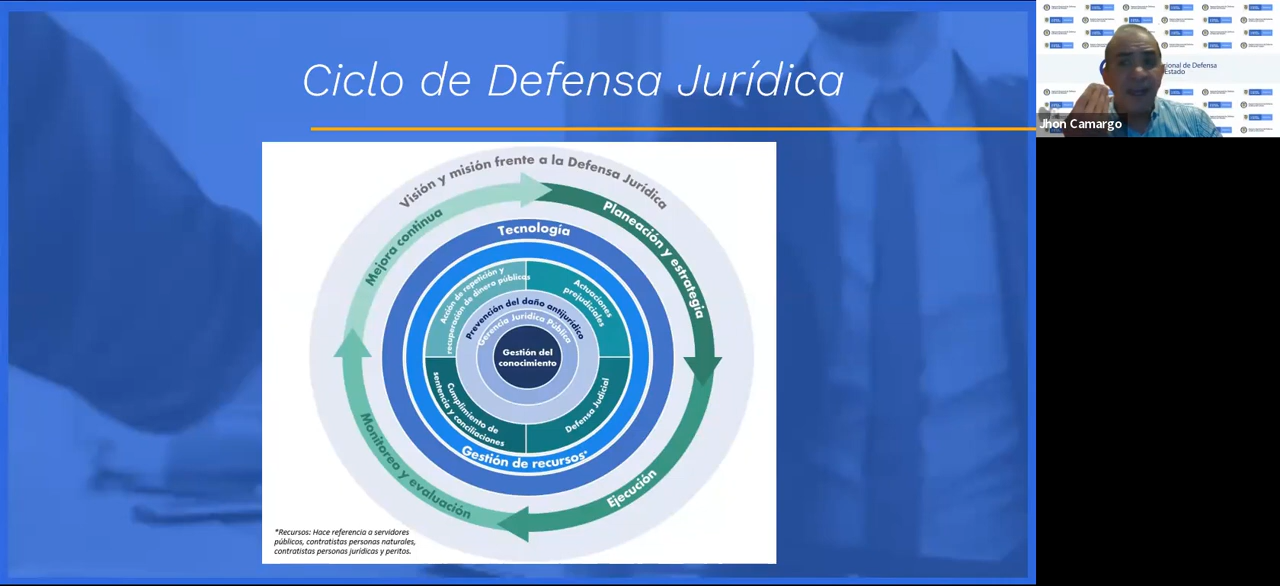 Ciclo de Defensa Jurídica
Visión y misión frente a la Defensa Jurídica
Mejora continua
Planeación y estrategia
Tecnología
Acción de repetición y
recuperación de dinero públicos
Actuaciones
prejudiciales
Prevención del daño antijurídico
Gerencia Jurídica Pública
Gestión del
conocimiento
Cumplimiento de
sentencia y conciliaciones
Defensa Judicial
Gestión de recursos*
Monitoreo y evaluación
Ejecución
*Recursos: Hace referencia a servidores
públicos, contratistas personas naturales,
contratistas personas jurídicas y peritos.
de Defensa
Estado
Jhon Camargo